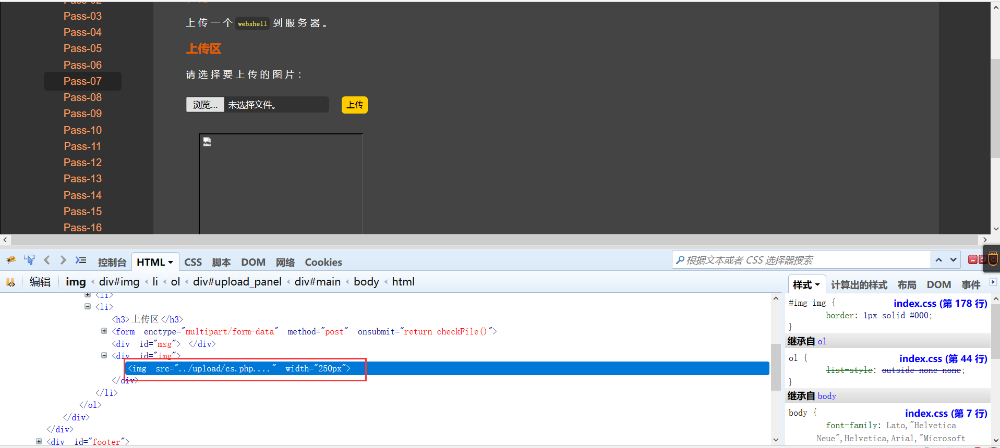 Pass-02
Pass-03
Pass-04
Pass-05
Pass-06
Pass-07
Pass-08
Pass-09
Pass-10
Pass-11
Pass-12
Pass-13
Pass-14
Pass-15
Pass-16
上传一个 webshell 到服务器。
上传区
请选择要上传的图片：
浏览... 未选择文件。 上传
控制台 HTML CSS 脚本 DOM 网络 Cookies
根据文本或者 CSS 选择器搜索
编辑 img < div#img < li < ol < div#upload_panel < div#main < body < html
<li>
<li>
<h3>上传区</h3>
<form enctype="multipart/form-data" method="post" onsubmit="return checkFile()">
<div id="msg"> </div>
<div id="img">
<img src="../upload/cs.php...." width="250px">
</div>
</li>
</ol>
</div>
</div>
<div id="footer">
样式 计算出的样式 布局 DOM 事件
#img img { index.css (第 178 行)
border: 1px solid #000;
}
继承自 ol
ol { index.css (第 44 行)
list-style: outside none none;
}
继承自 body
body { index.css (第 7 行)
font-family: Lato,"Helvetica
Neue",Helvetica,Arial,"Microsoft